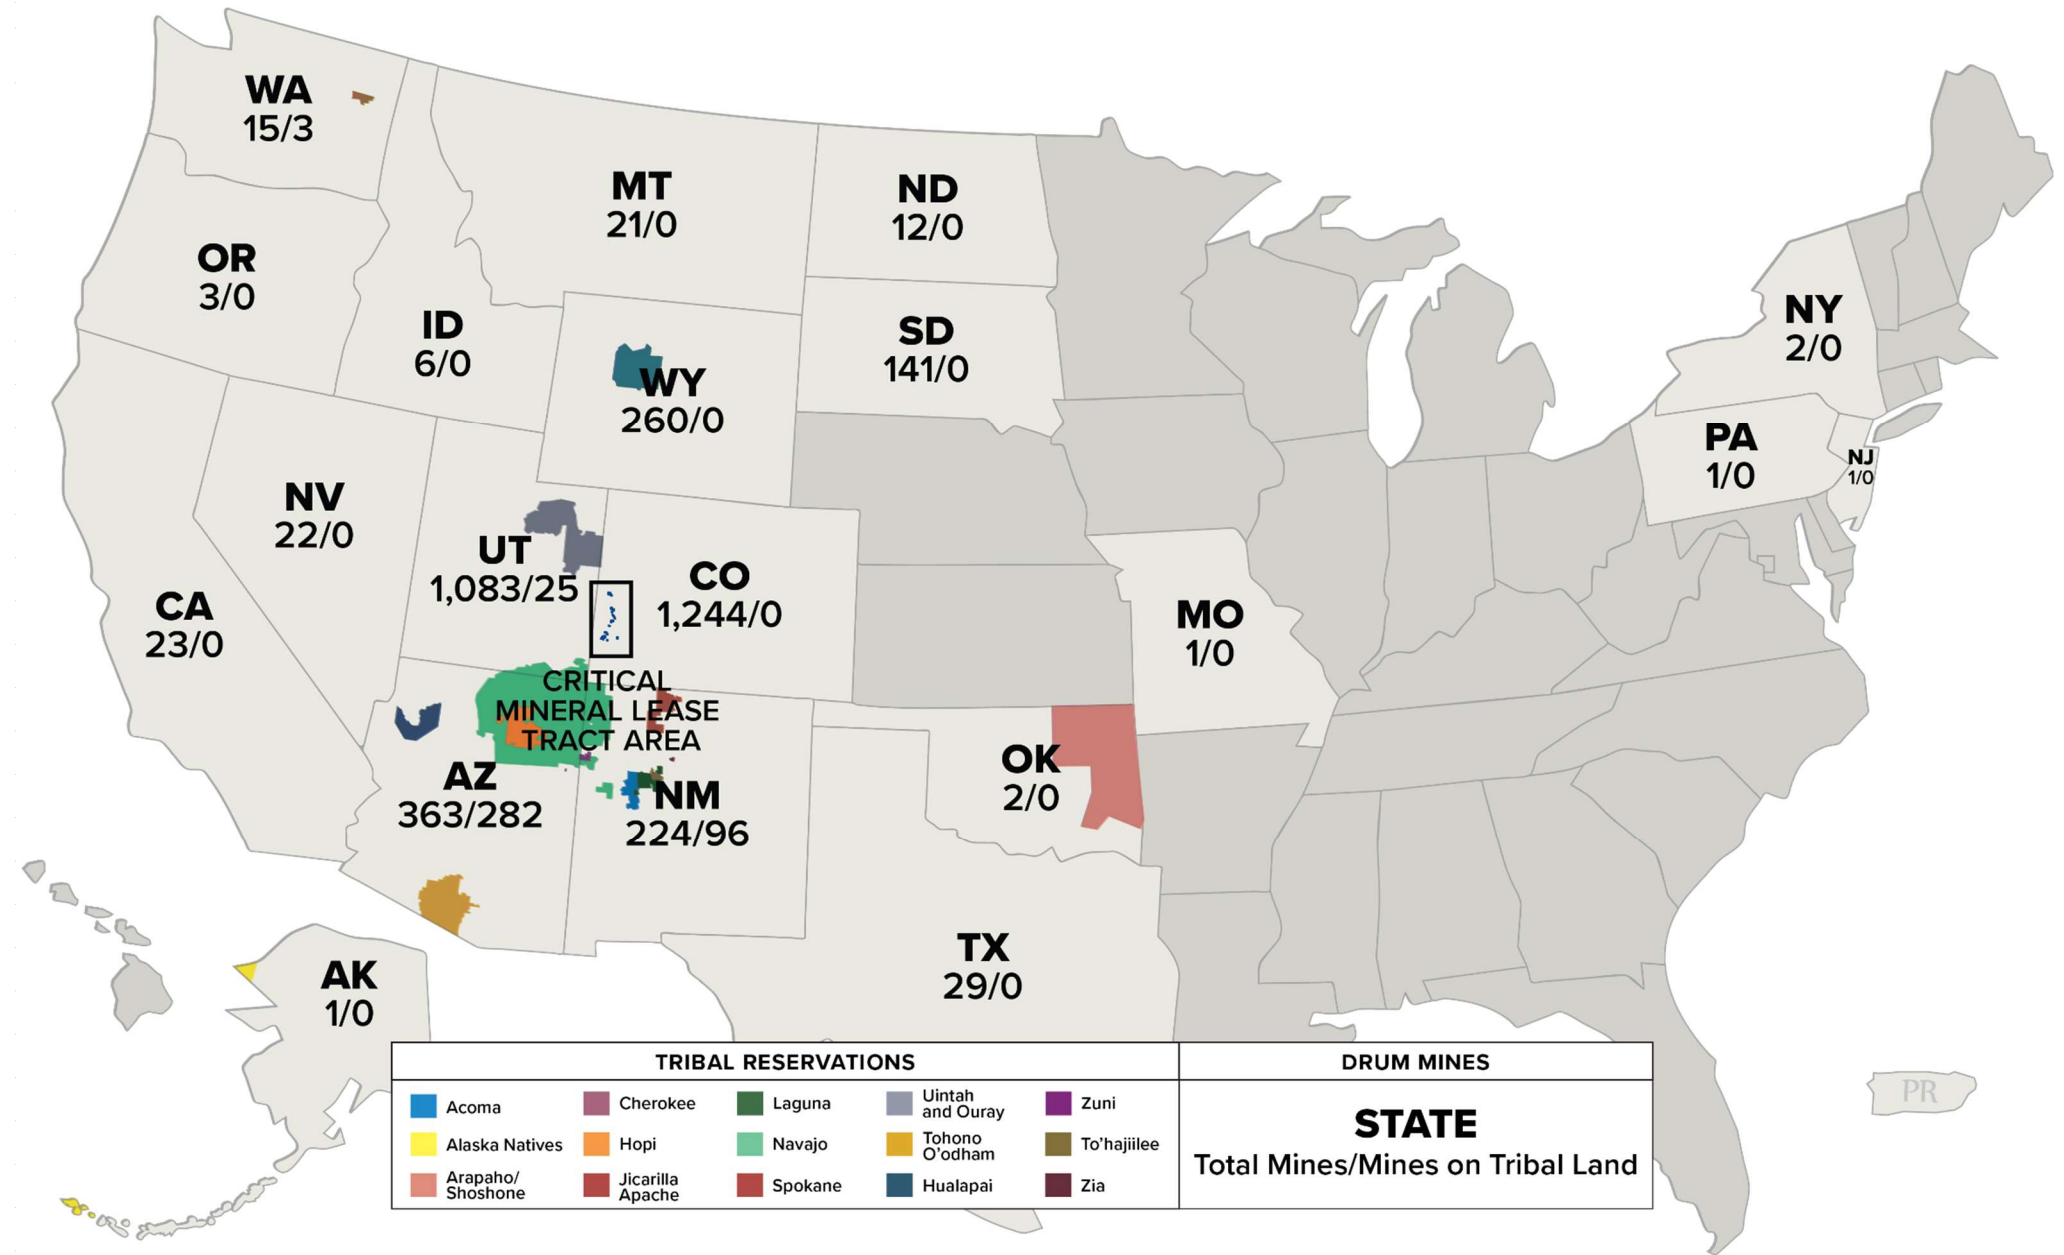 WA
15/3
MT
21/0
ND
12/0
OR
3/0
ID
6/0
WY
260/0
SD
141/0
NY
2/0
PA
1/0
NJ
1/0
NV
22/0
UT
1,083/25
CO
1,244/0
CA
23/0
MO
1/0
CRITICAL
MINERAL LEASE
TRACT AREA
AZ
363/282
NM
224/96
OK
2/0
TX
29/0
AK
1/0
PR
TRIBAL RESERVATIONS
Acoma
Alaska Natives
Arapaho/
Shoshone
Cherokee
Hopi
Jicarilla
Apache
Laguna
Navajo
Spokane
Uintah
and Ouray
Tohono
O'odham
Hualapai
Zuni
To'hajiilee
Zia
DRUM MINES
STATE
Total Mines/Mines on Tribal Land